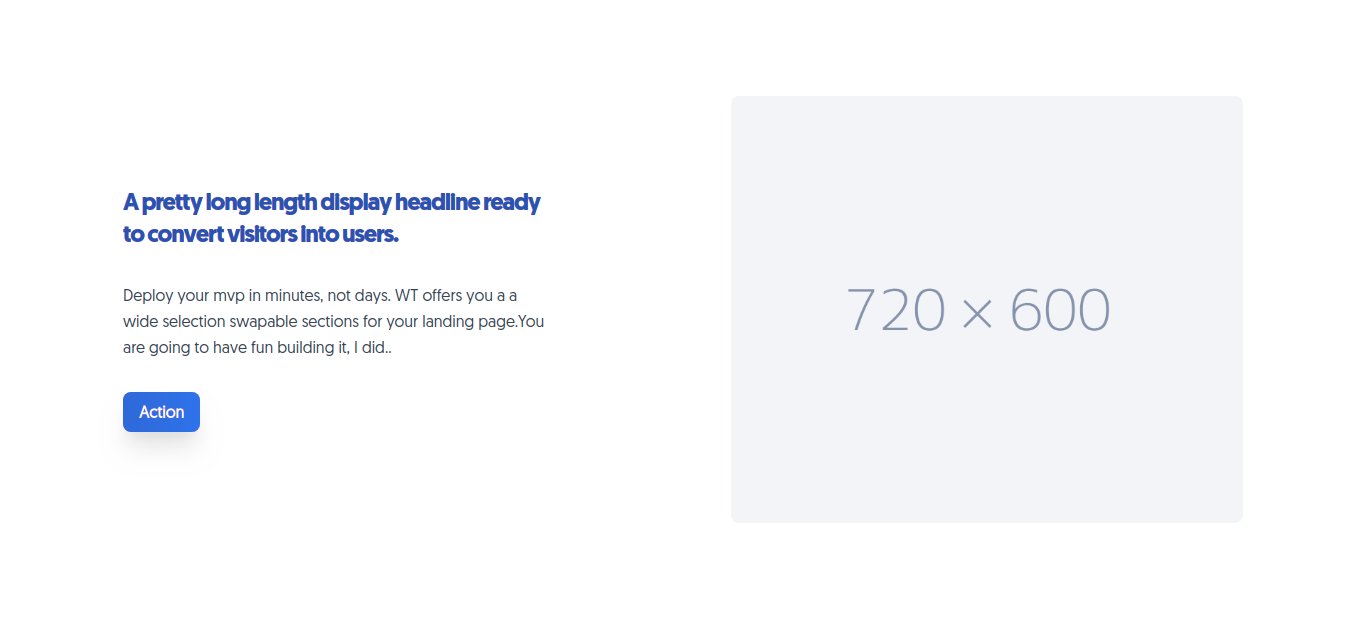 A pretty long length display headline ready
to convert visitors into users.
Deploy your mvp in minutes, not days. WT offers you a a
wide selection swapable sections for your landing page.You
are going to have fun building it, I did..
Action
720 × 600